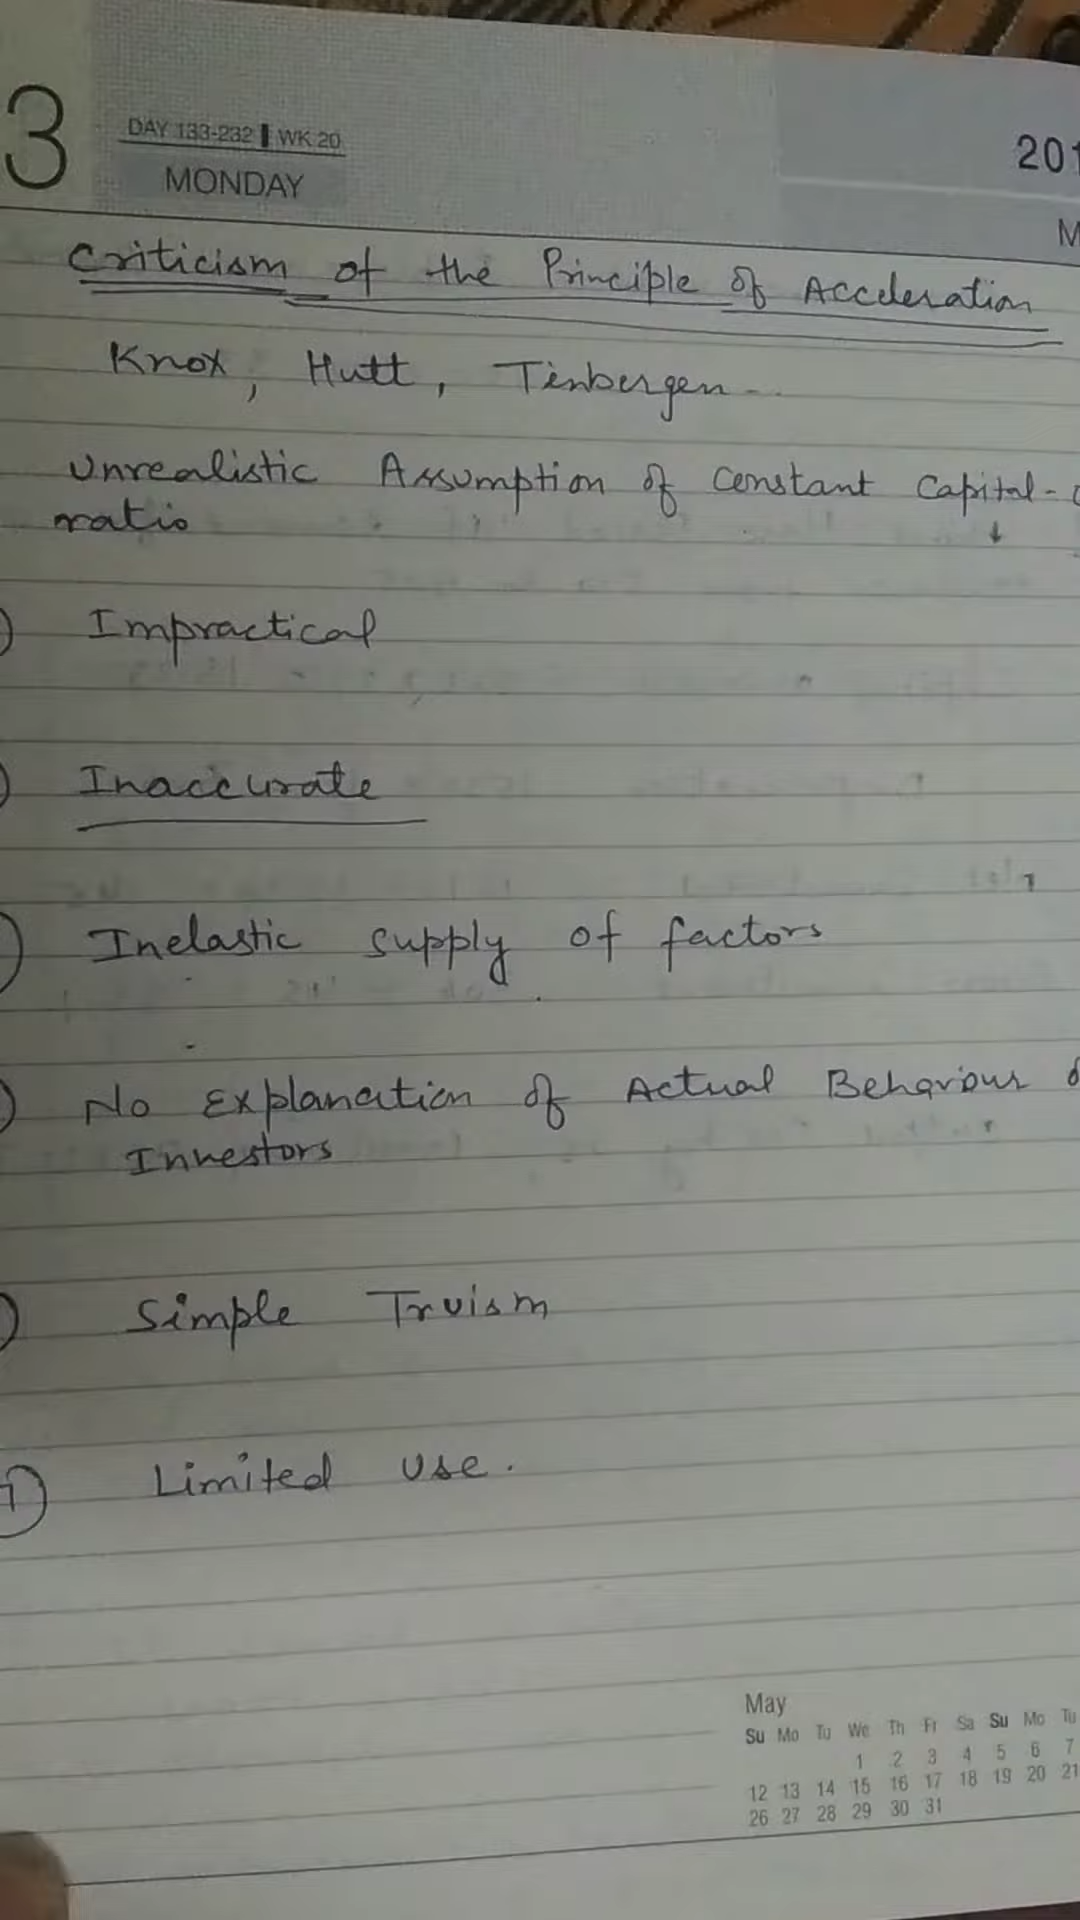 3
DAY 133-232 | WK 20
MONDAY
201
M
Criticism of the Principle of Acceleration
Knox, Hutt, Tinbergen..
Unrealistic Assumption of Constant Capital-
ratio
Impractical
Inaccurate
Inelastic supply of factors
No Explanation of Actual Behaviour
Investors
Simple Truism
7 Limited Use.
May
Su Mo Tu We Th Fr Sa Su Mo Tu
1 2 3 4 5 6 7
12 13 14 15 16 17 18 19 20 21
26 27 28 29 30 31